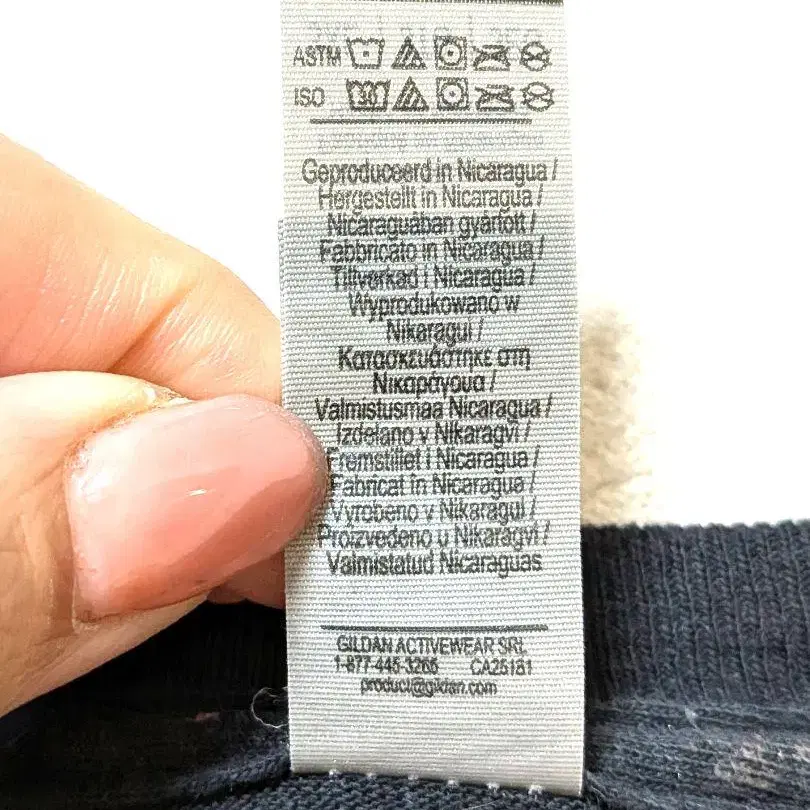 ASTM
ISO
Geproduceerd in Nicaragua /
Hergestellt in Nicaragua /
Nicaraguában gyártott /
Fabbricato in Nicaragua /
Tillverkad i Nicaragua /
Wyprodukowano w
Nikaragui /
Κατασκευάστηκε στη
Νικαράγουα /
Valmistusmaa Nicaragua /
Izdelano v Nikaragvi /
Fremstillet i Nicaragua /
Fabricat în Nicaragua /
Vyrobeno v Nikaragui /
Proizvedeno u Nikaragvi /
Valmistatud Nicaraguas
GILDAN ACTIVEWEAR SRL
1-877-445-3265 CA25181
product@gildan.com